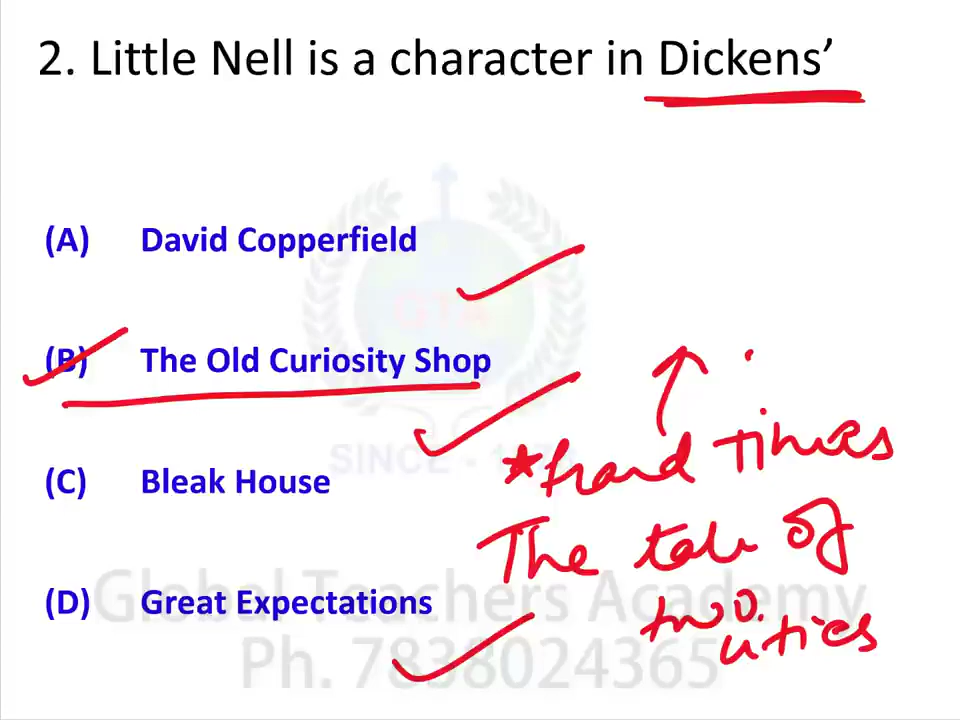 2. Little Nell is a character in Dickens’
(A) David Copperfield
(B) The Old Curiosity Shop
(C) Bleak House
(D) Great Expectations
*hard times
The tale of
two
cities
GTA
Global Teachers Academy
Ph. 7838024365